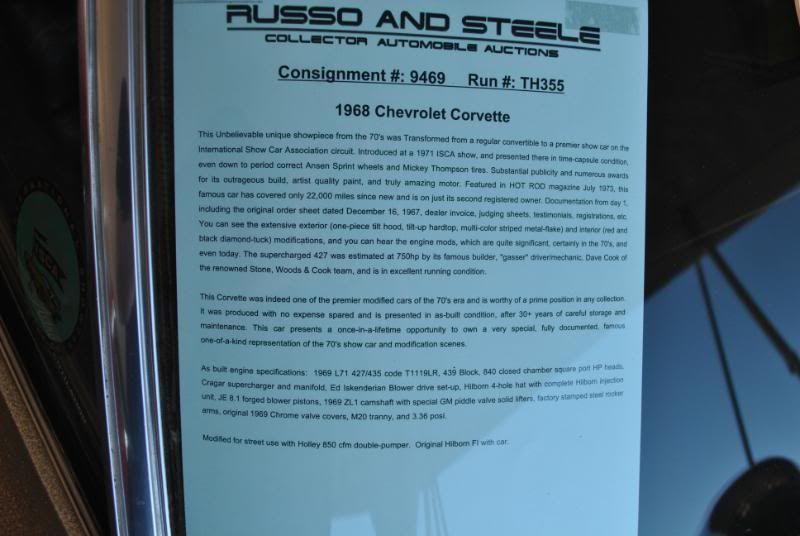 RUSSO AND STEELE
COLLECTOR AUTOMOBILE AUCTIONS
Consignment #: 9469 Run #: TH355
1968 Chevrolet Corvette
This Unbelievable unique showpiece from the 70's was Transformed from a regular convertible to a premier show car on the
International Show Car Association circuit. Introduced at a 1971 ISCA show, and presented there in time-capsule condition,
even down to period correct Ansen Sprint wheels and Mickey Thompson tires. Substantial publicity and numerous awards
for its outrageous build, artist quality paint, and truly amazing motor. Featured in HOT ROD magazine July 1973, this
famous car has covered only 22,000 miles since new and is on just its second registered owner. Documentation from day 1,
including the original order sheet dated December 16, 1967, dealer invoice, judging sheets, testimonials, registrations, etc.
You can see the extensive exterior (one-piece tilt hood, tilt-up hardtop, multi-color striped metal-flake) and interior (red and
black diamond-tuck) modifications, and you can hear the engine mods, which are quite significant, certainly in the 70's, and
even today. The supercharged 427 was estimated at 750hp by its famous builder, "gasser" driver/mechanic, Dave Cook of
the renowned Stone, Woods & Cook team, and is in excellent running condition.
This Corvette was indeed one of the premier modified cars of the 70's era and is worthy of a prime position in any collection.
It was produced with no expense spared and is presented in as-built condition, after 30+ years of careful storage and
maintenance. This car presents a once-in-a-lifetime opportunity to own a very special, fully documented, famous
one-of-a-kind representation of the 70's show car and modification scenes.
As built engine specifications: 1969 L71 427/435 code T1119LR, 439 Block, 840 closed chamber square port HP heads,
Cragar supercharger and manifold, Ed Iskenderian Blower drive set-up, Hilborn 4-hole hat with complete Hilborn injection
unit, JE 8.1 forged blower pistons, 1969 ZL1 camshaft with special GM piddle valve solid lifters, factory stamped steel rocker
arms, original 1969 Chrome valve covers, M20 tranny, and 3.36 posi.
Modified for street use with Holley 850 cfm double-pumper. Original Hilborn FI with car.
ISCA